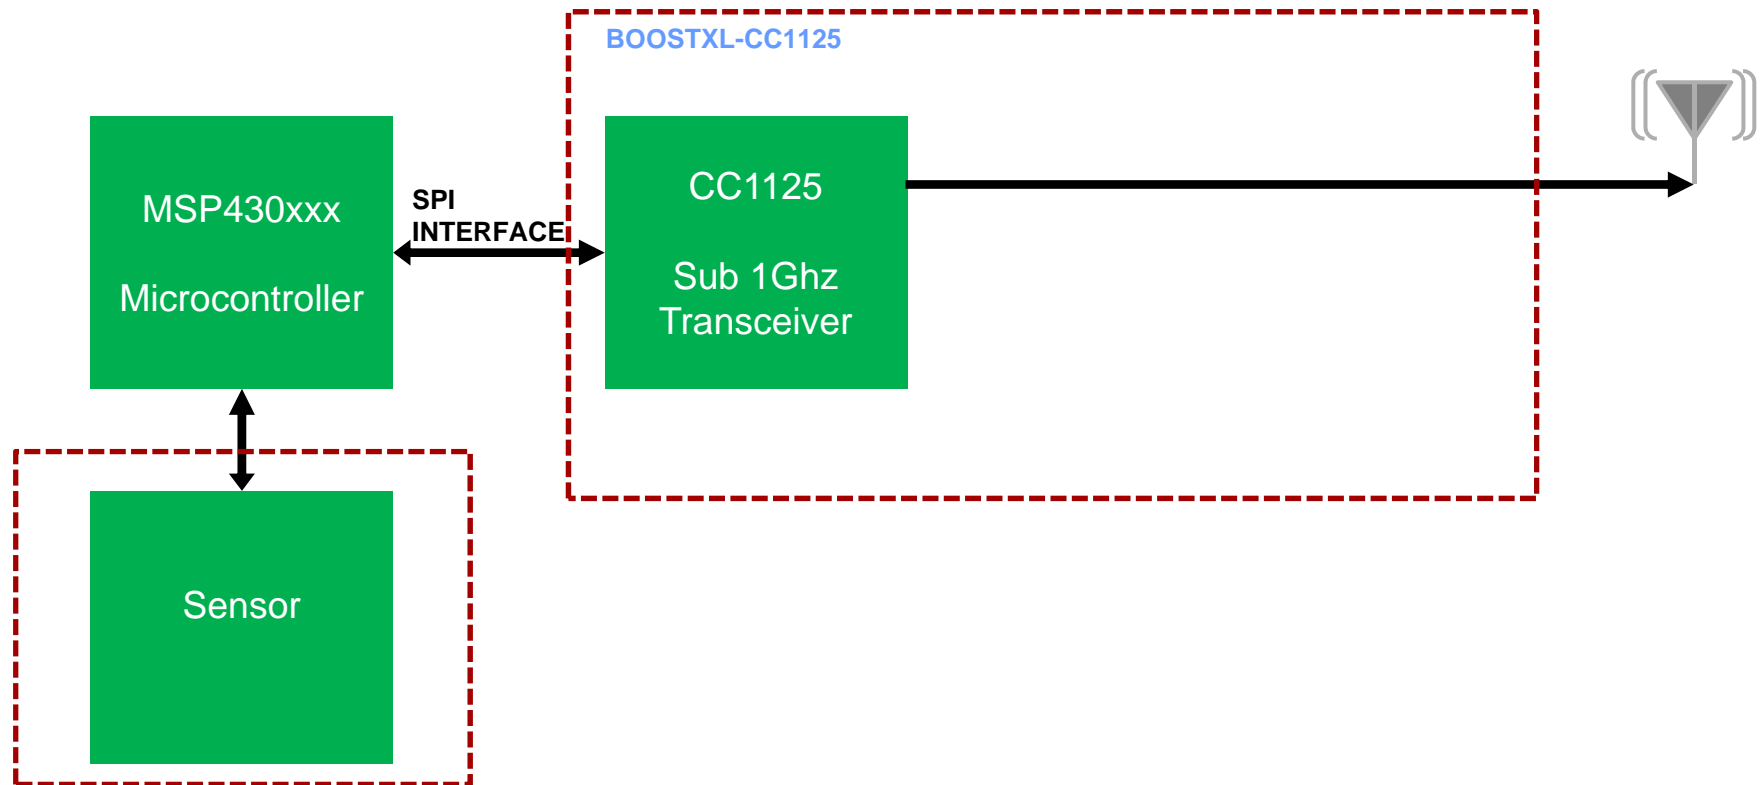 BOOSTXL-CC1125
MSP430xxx
Microcontroller
SPI
INTERFACE
CC1125
Sub 1Ghz
Transceiver
Sensor